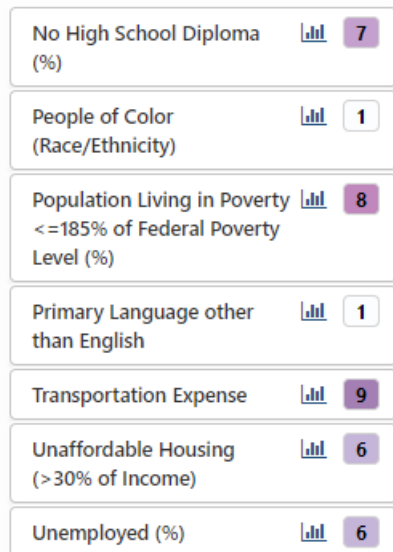 No High School Diploma 7
(%)
People of Color 1
(Race/Ethnicity)
Population Living in Poverty 8
<=185% of Federal Poverty
Level (%)
Primary Language other 1
than English
Transportation Expense 9
Unaffordable Housing 6
(>30% of Income)
Unemployed (%) 6